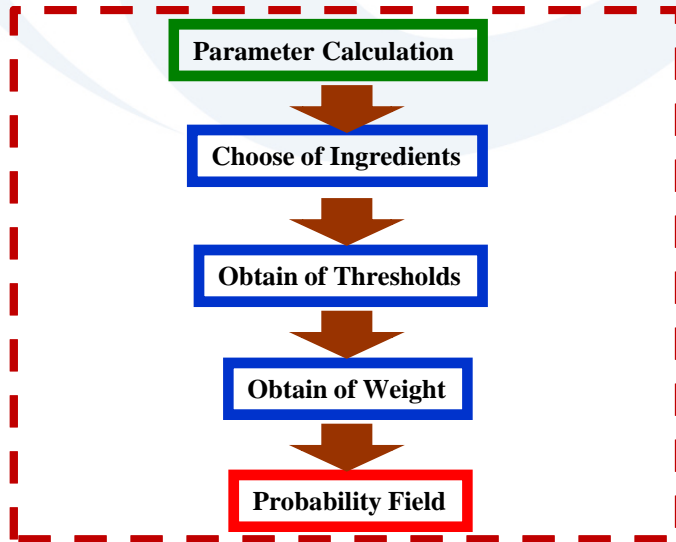 Parameter Calculation
Choose of Ingredients
Obtain of Thresholds
Obtain of Weight
Probability Field